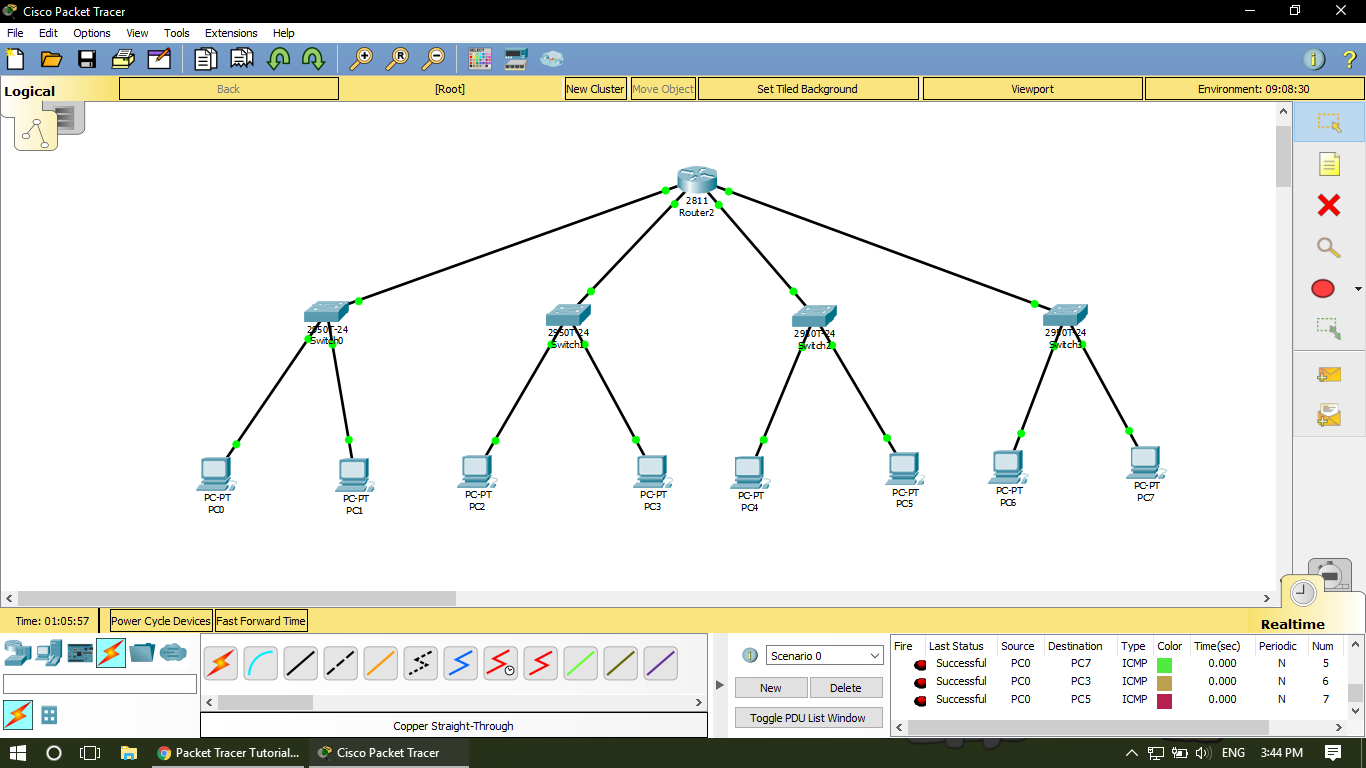 Cisco Packet Tracer
File Edit Options View Tools Extensions Help
Logical
Back
[Root]
New Cluster
Move Object
Set Tiled Background
Viewport
Environment: 09:08:30
2811
Router2
2950T-24
Switch0
2950T-24
Switch1
2950T-24
Switch2
2950T-24
Switch3
PC-PT
PC0
PC-PT
PC1
PC-PT
PC2
PC-PT
PC3
PC-PT
PC4
PC-PT
PC5
PC-PT
PC6
PC-PT
PC7
Time: 01:05:57
Power Cycle Devices
Fast Forward Time
Realtime
Scenario 0
New
Delete
Toggle PDU List Window
Copper Straight-Through
Fire Last Status Source Destination Type Color Time(sec) Periodic Num
Successful PC0 PC7 ICMP 0.000 N 5
Successful PC0 PC3 ICMP 0.000 N 6
Successful PC0 PC5 ICMP 0.000 N 7
Packet Tracer Tutorial...
Cisco Packet Tracer
ENG
3:44 PM